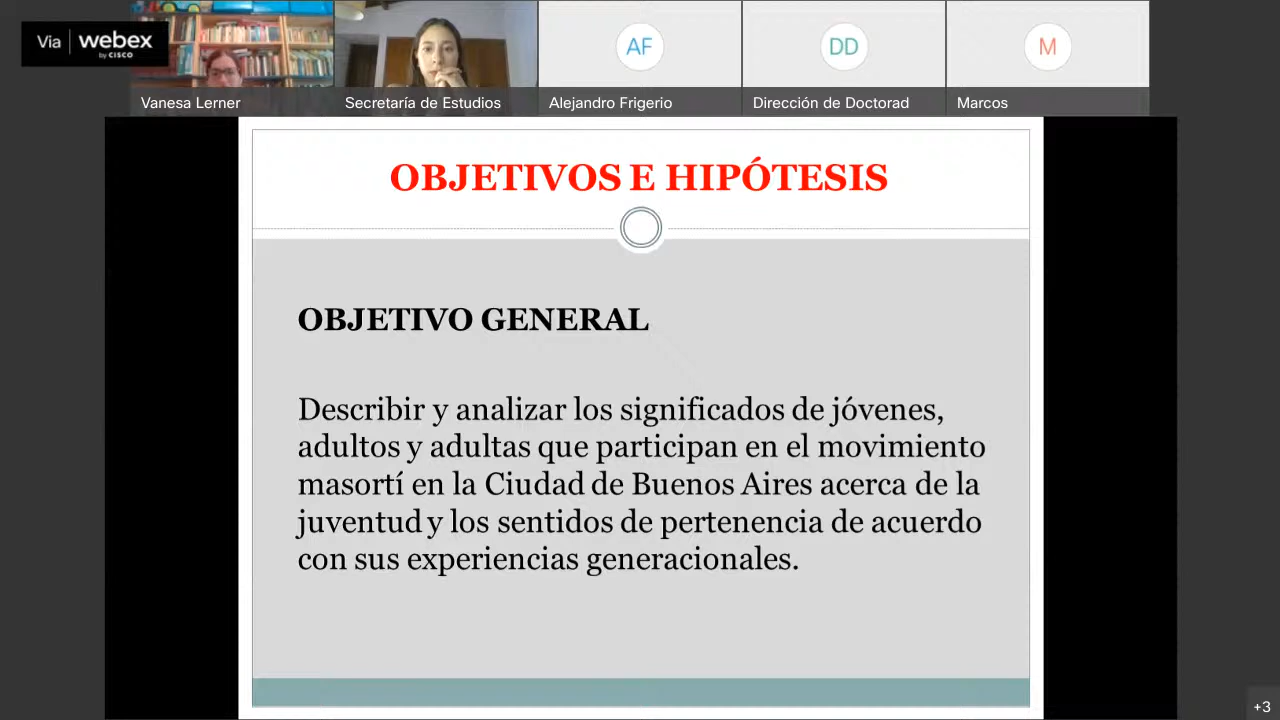 Via webex
by CISCO
AF
DD
M
Vanesa Lerner
Secretaría de Estudios
Alejandro Frigerio
Dirección de Doctorad
Marcos
OBJETIVOS E HIPÓTESIS
OBJETIVO GENERAL
Describir y analizar los significados de jóvenes,
adultos y adultas que participan en el movimiento
masortí en la Ciudad de Buenos Aires acerca de la
juventud y los sentidos de pertenencia de acuerdo
con sus experiencias generacionales.
+3